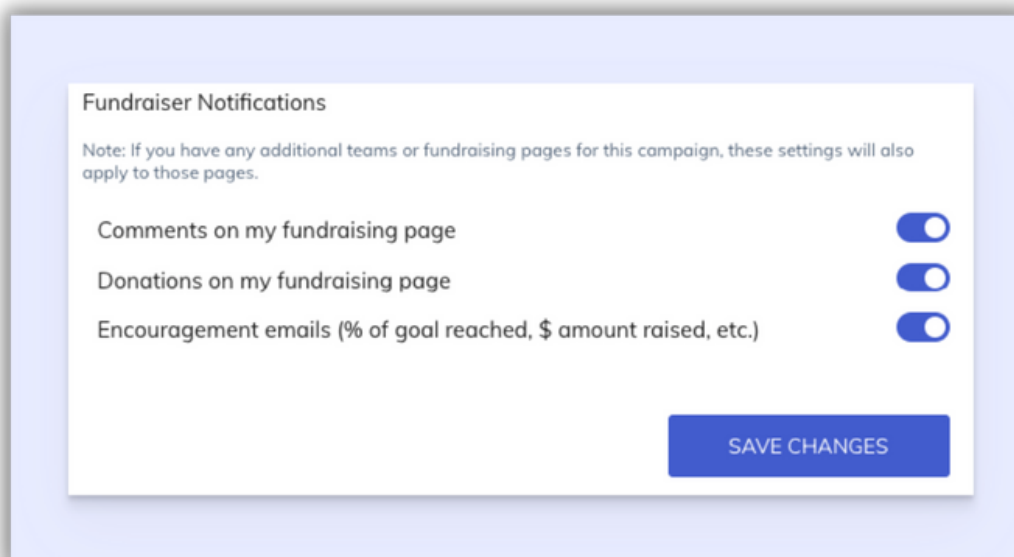 Fundraiser Notifications
Note: If you have any additional teams or fundraising pages for this campaign, these settings will also
apply to those pages.
Comments on my fundraising page
Donations on my fundraising page
Encouragement emails (% of goal reached, $ amount raised, etc.)
SAVE CHANGES